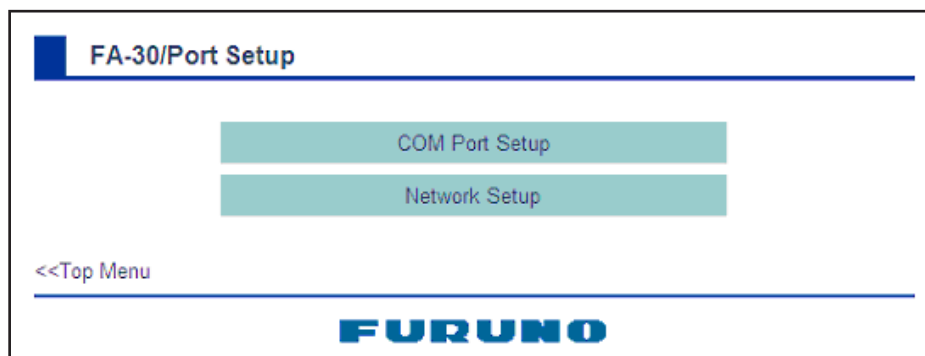 FA-30/Port Setup
COM Port Setup
Network Setup
<<Top Menu
FURUNO